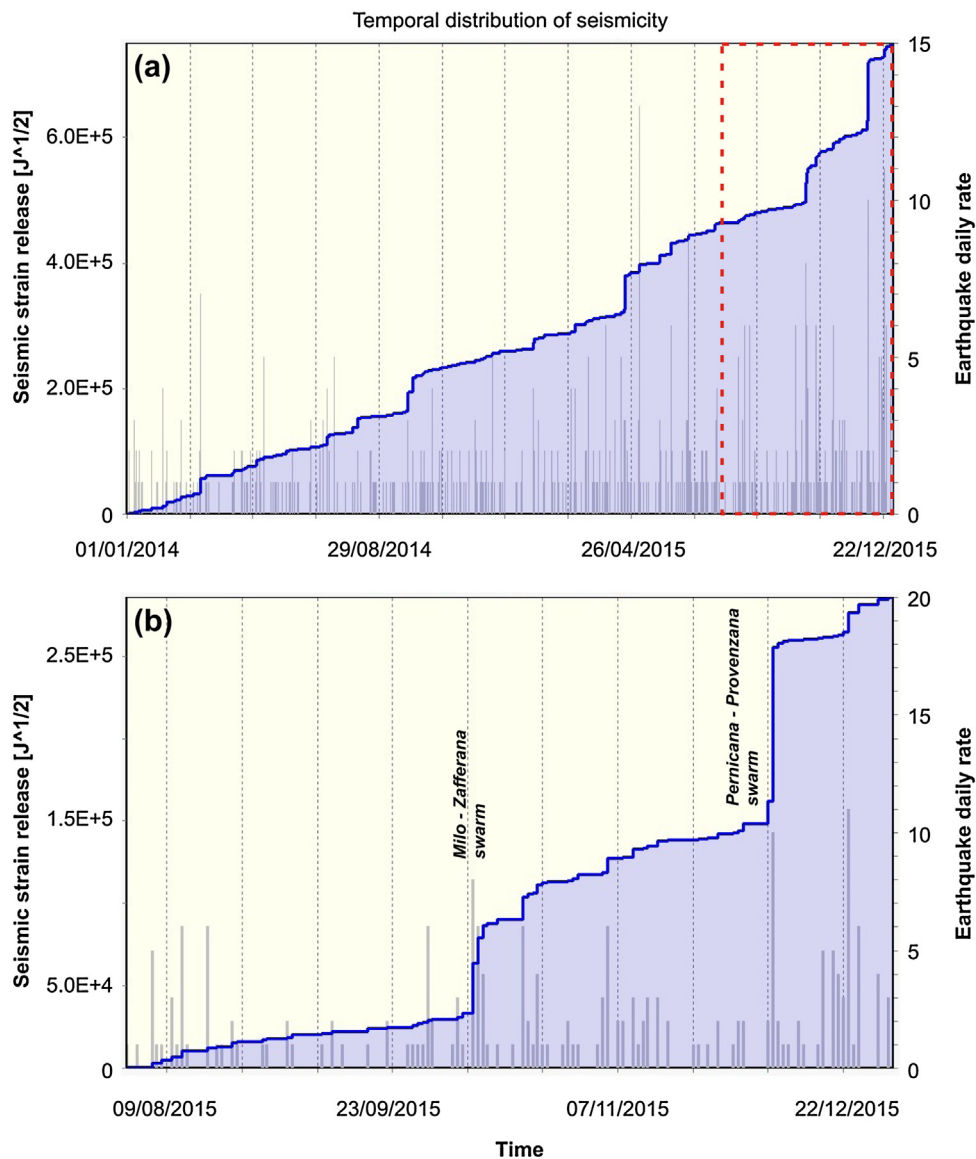 Temporal distribution of seismicity
(a)
Seismic strain release [J^1/2]
6.0E+5
4.0E+5
2.0E+5
0
15
10
5
0
Earthquake daily rate
01/01/2014 29/08/2014 26/04/2015 22/12/2015
(b)
Seismic strain release [J^1/2]
2.5E+5
1.5E+5
5.0E+4
0
Milo - Zafferana
swarm
Pernicana - Provenzana
swarm
20
15
10
5
0
Earthquake daily rate
09/08/2015 23/09/2015 07/11/2015 22/12/2015
Time